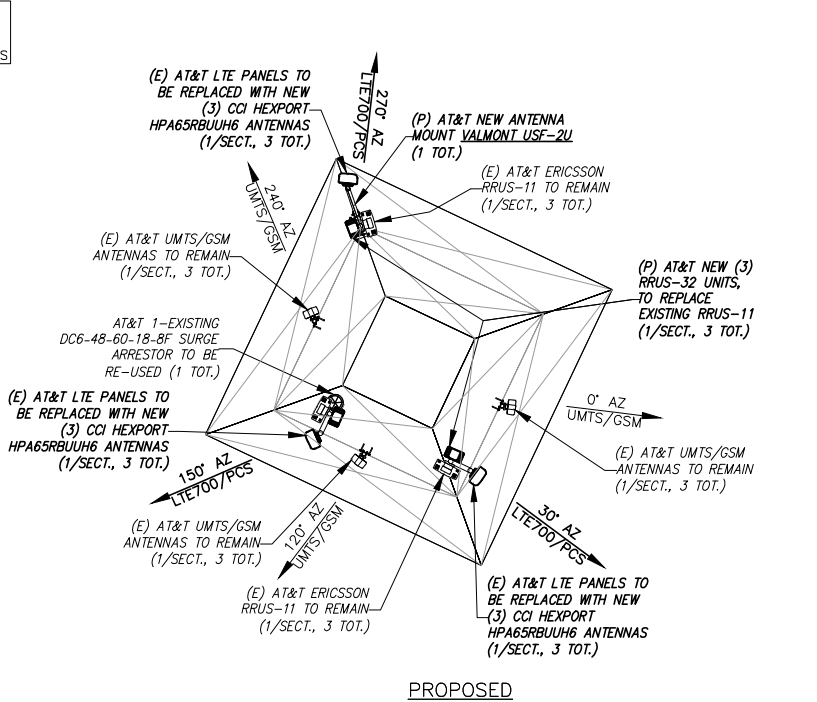 S
(E) AT&T LTE PANELS TO
BE REPLACED WITH NEW
(3) CCI HEXPORT
HPA65RBUUH6 ANTENNAS
(1/SECT., 3 TOT.)
270° AZ
LTE700/PCS
(P) AT&T NEW ANTENNA
MOUNT VALMONT USF-2U
(1 TOT.)
(E) AT&T ERICSSON
RRUS-11 TO REMAIN
(1/SECT., 3 TOT.)
240° AZ
UMTS/GSM
(E) AT&T UMTS/GSM
ANTENNAS TO REMAIN
(1/SECT., 3 TOT.)
(P) AT&T NEW (3)
RRUS-32 UNITS,
TO REPLACE
EXISTING RRUS-11
(1/SECT., 3 TOT.)
AT&T 1-EXISTING
DC6-48-60-18-8F SURGE
ARRESTOR TO BE
RE-USED (1 TOT.)
(E) AT&T LTE PANELS TO
BE REPLACED WITH NEW
(3) CCI HEXPORT
HPA65RBUUH6 ANTENNAS
(1/SECT., 3 TOT.)
0° AZ
UMTS/GSM
(E) AT&T UMTS/GSM
ANTENNAS TO REMAIN
(1/SECT., 3 TOT.)
150° AZ
LTE700/PCS
(E) AT&T UMTS/GSM
ANTENNAS TO REMAIN
(1/SECT., 3 TOT.)
120° AZ
UMTS/GSM
30° AZ
LTE700/PCS
(E) AT&T ERICSSON
RRUS-11 TO REMAIN
(1/SECT., 3 TOT.)
(E) AT&T LTE PANELS TO
BE REPLACED WITH NEW
(3) CCI HEXPORT
HPA65RBUUH6 ANTENNAS
(1/SECT., 3 TOT.)
PROPOSED